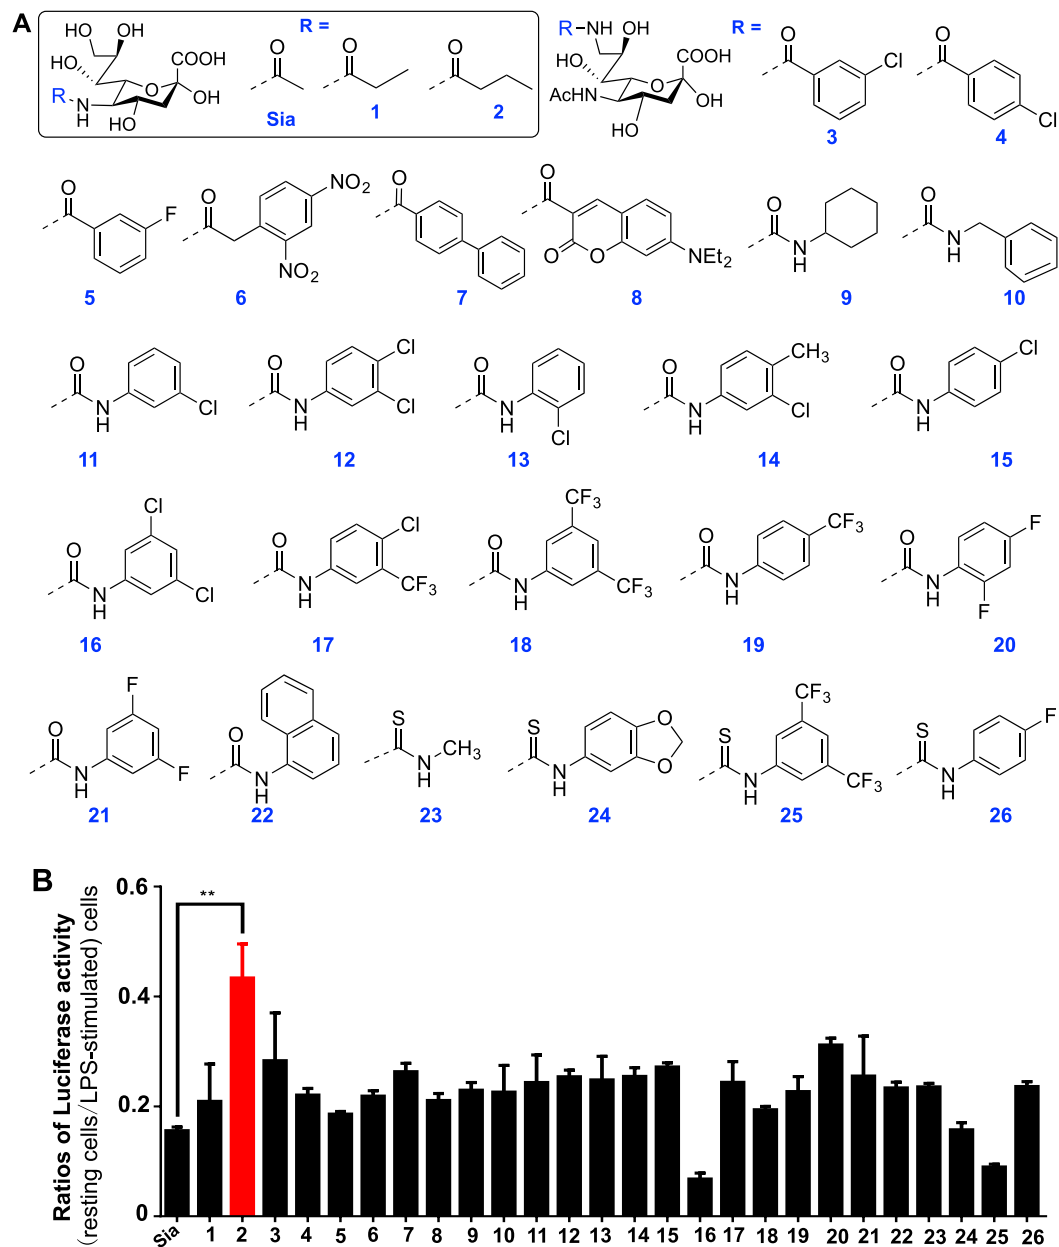 A
R =
R =
HO
OH
HO
COOH
O
OH
R
N
H
HO
O
Sia
O
1
O
2
R
NH
OH
HO
COOH
O
AcHN
OH
HO
O
Cl
3
O
Cl
4
O
F
5
O
NO2
NO2
6
O
7
O
O
O
NEt2
8
O
N
H
9
O
N
H
10
O
N
H
Cl
11
O
N
H
Cl
Cl
12
O
N
H
Cl
13
O
N
H
CH3
Cl
14
O
N
H
Cl
15
O
N
H
Cl
Cl
16
O
N
H
Cl
CF3
17
O
N
H
CF3
CF3
18
O
N
H
CF3
19
O
N
H
F
F
20
O
N
H
F
F
21
O
N
H
22
S
N
H
CH3
23
S
N
H
O
O
24
S
N
H
CF3
CF3
25
S
N
H
F
26
B
Ratios of Luciferase activity
(resting cells/LPS-stimulated) cells
0.6
0.4
0.2
0
**
Sia 1 2 3 4 5 6 7 8 9 10 11 12 13 14 15 16 17 18 19 20 21 22 23 24 25 26